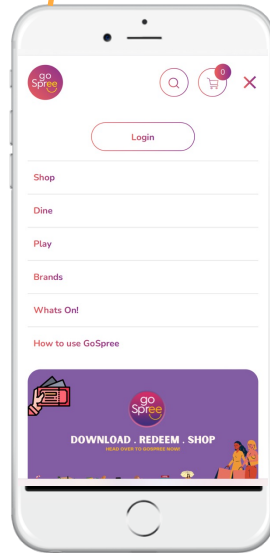 go
Spree
0
Login
Shop
Dine
Play
Brands
Whats On!
How to use GoSpree
go
Spree
DOWNLOAD . REDEEM . SHOP
HEAD OVER TO GOSPREE NOW!